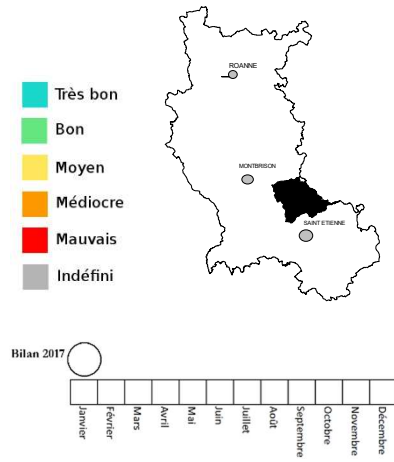 ROANNE
Très bon
Bon
Moyen
Médiocre
Mauvais
Indéfini
MONTBRISON
SAINT ETIENNE
Bilan 2017
Janvier
Février
Mars
Avril
Mai
Juin
Juillet
Août
Septembre
Octobre
Novembre
Décembre